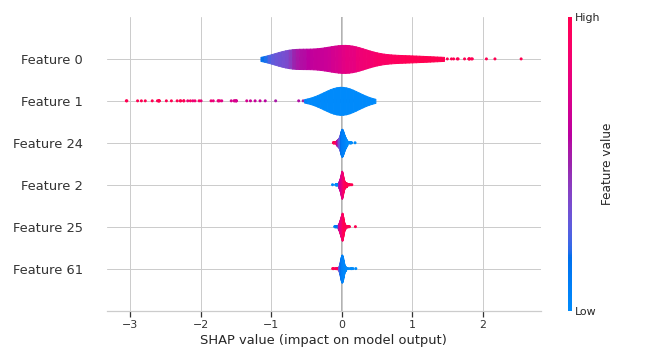 High
Feature 0
Feature 1
Feature 24
Feature 2
Feature 25
Feature 61
Feature value
Low
−3 −2 −1 0 1 2
SHAP value (impact on model output)